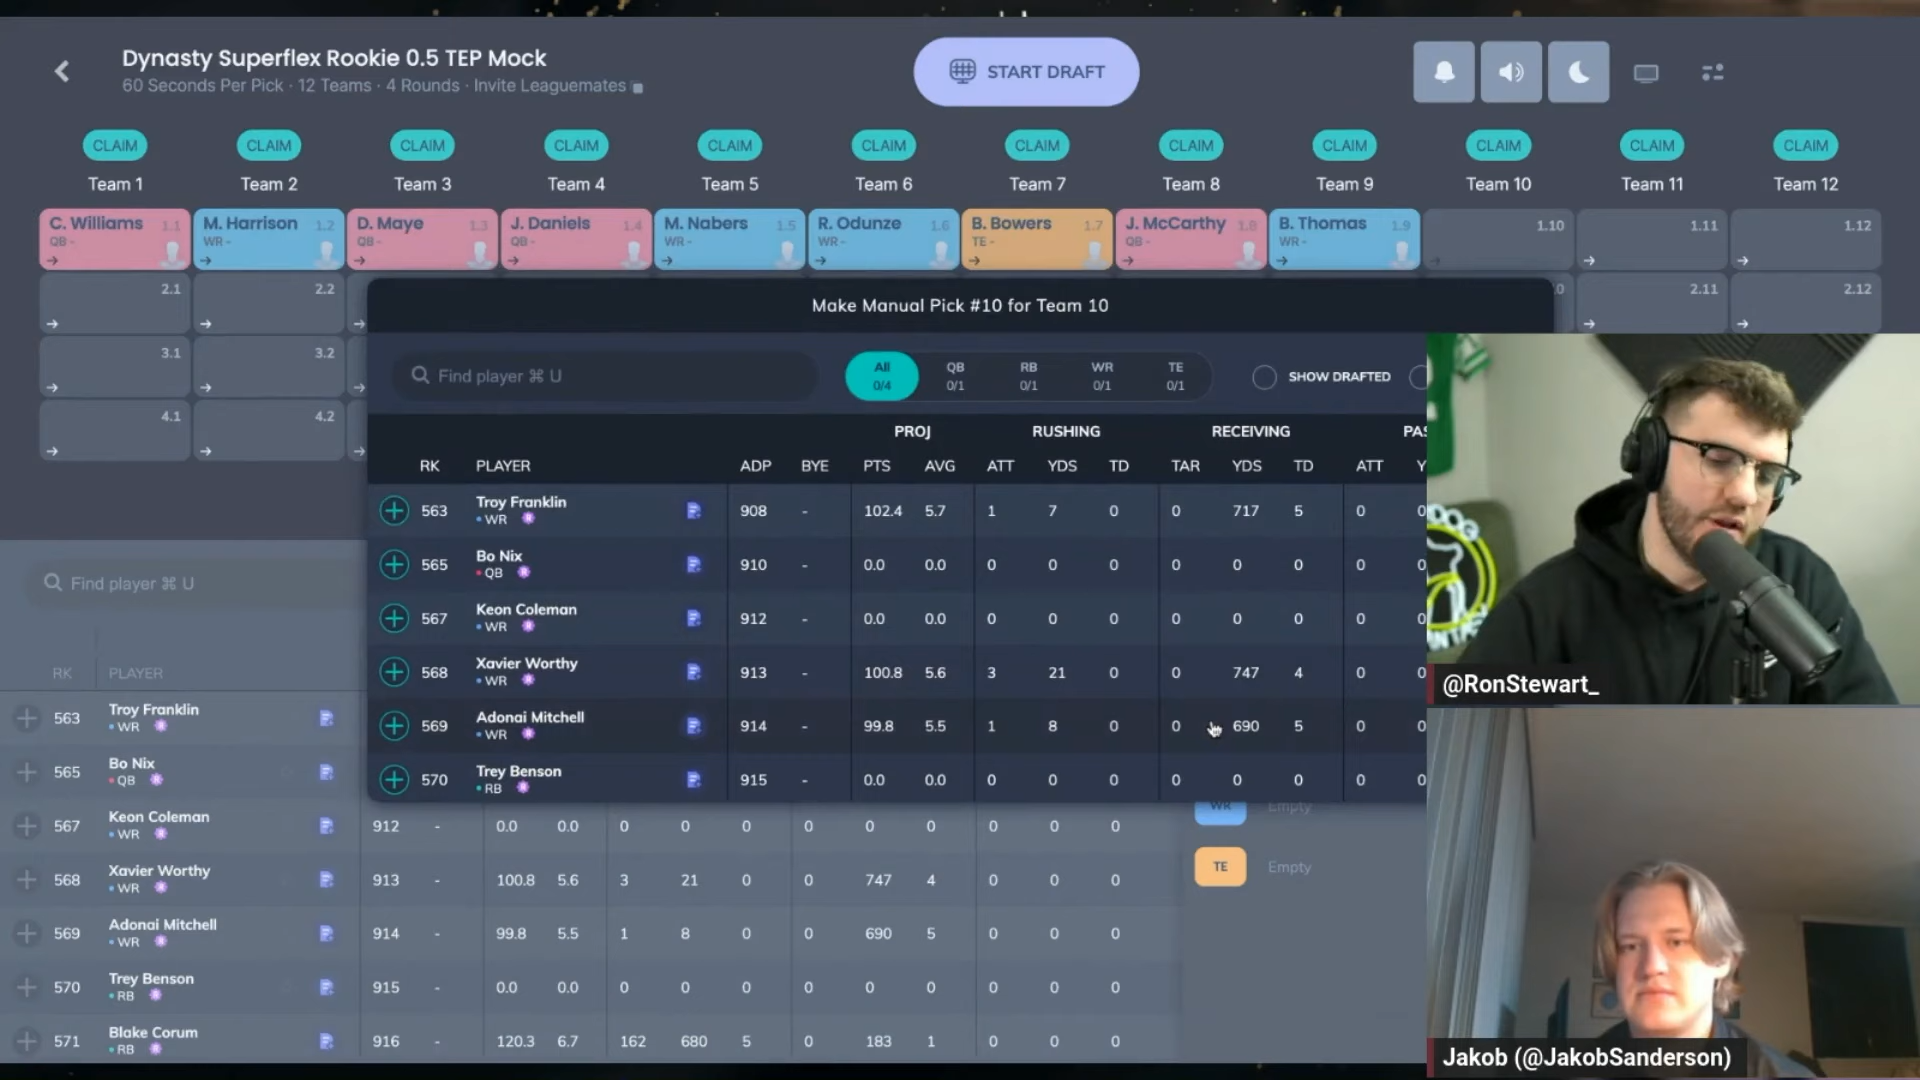 Dynasty Superflex Rookie 0.5 TEP Mock
60 Seconds Per Pick · 12 Teams · 4 Rounds · Invite Leaguemates
START DRAFT
CLAIM CLAIM CLAIM CLAIM CLAIM CLAIM CLAIM CLAIM CLAIM CLAIM CLAIM CLAIM
Team 1 Team 2 Team 3 Team 4 Team 5 Team 6 Team 7 Team 8 Team 9 Team 10 Team 11 Team 12
C. Williams 1.1 M. Harrison 1.2 D. Maye 1.3 J. Daniels 1.4 M. Nabers 1.5 R. Odunze 1.6 B. Bowers 1.7 J. McCarthy 1.8 B. Thomas 1.9 1.10 1.11 1.12
QB - WR - QB - QB - WR - WR - TE - QB - WR -
2.1 2.2 2.11 2.12
3.1 3.2
4.1 4.2
Make Manual Pick #10 for Team 10
Find player ⌘ U
All QB RB WR TE
0/4 0/1 0/1 0/1 0/1
SHOW DRAFTED
PROJ RUSHING RECEIVING PAS
RK PLAYER ADP BYE PTS AVG ATT YDS TD TAR YDS TD ATT Y
563 Troy Franklin 908 - 102.4 5.7 1 7 0 0 717 5 0 0
WR R
565 Bo Nix 910 - 0.0 0.0 0 0 0 0 0 0 0 0
QB R
567 Keon Coleman 912 - 0.0 0.0 0 0 0 0 0 0 0 0
WR R
568 Xavier Worthy 913 - 100.8 5.6 3 21 0 0 747 4 0 0
WR R
569 Adonai Mitchell 914 - 99.8 5.5 1 8 0 0 690 5 0 0
WR R
570 Trey Benson 915 - 0.0 0.0 0 0 0 0 0 0 0 0
RB R
Find player ⌘ U
RK PLAYER
563 Troy Franklin
WR R
565 Bo Nix
QB R
567 Keon Coleman 912 - 0.0 0.0 0 0 0 0 0 0 0 0 0
WR R
568 Xavier Worthy 913 - 100.8 5.6 3 21 0 0 747 4 0 0 0
WR R
569 Adonai Mitchell 914 - 99.8 5.5 1 8 0 0 690 5 0 0 0
WR R
570 Trey Benson 915 - 0.0 0.0 0 0 0 0 0 0 0 0 0
RB R
571 Blake Corum 916 - 120.3 6.7 162 680 5 0 183 1 0 0 0
RB R
WR Empty
TE Empty
@RonStewart_
Jakob (@JakobSanderson)